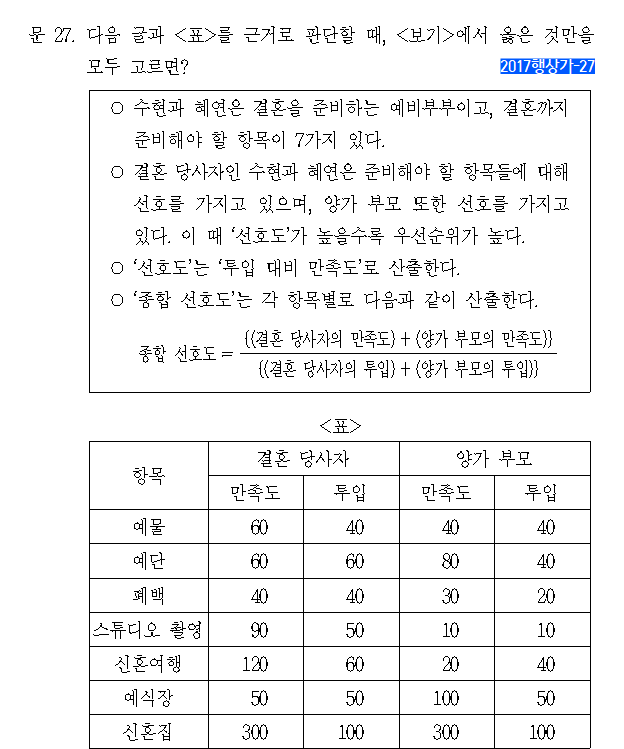 문 27. 다음 글과 <표>를 근거로 판단할 때, <보기>에서 옳은 것만을
모두 고르면?
2017행상가-27
○ 수현과 혜연은 결혼을 준비하는 예비부부이고, 결혼까지
준비해야 할 항목이 7가지 있다.
○ 결혼 당사자인 수현과 혜연은 준비해야 할 항목들에 대해
선호를 가지고 있으며, 양가 부모 또한 선호를 가지고
있다. 이 때 ‘선호도’가 높을수록 우선순위가 높다.
○ ‘선호도’는 ‘투입 대비 만족도’로 산출한다.
○ ‘종합 선호도’는 각 항목별로 다음과 같이 산출한다.
종합 선호도 = {(결혼 당사자의 만족도) + (양가 부모의 만족도)}
{(결혼 당사자의 투입) + (양가 부모의 투입)}
<표>
항목 결혼 당사자 양가 부모
만족도 투입 만족도 투입
예물 60 40 40 40
예단 60 60 80 40
폐백 40 40 30 20
스튜디오 촬영 90 50 10 10
신혼여행 120 60 20 40
예식장 50 50 100 50
신혼집 300 100 300 100